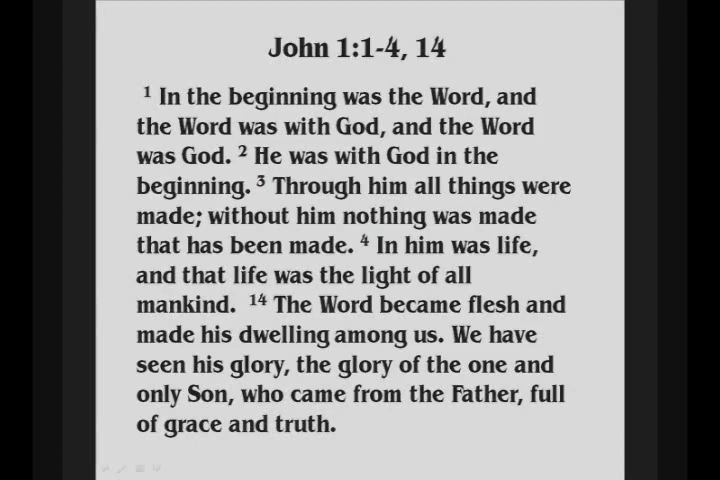 John 1:1-4, 14
1 In the beginning was the Word, and
the Word was with God, and the Word
was God. 2 He was with God in the
beginning. 3 Through him all things were
made; without him nothing was made
that has been made. 4 In him was life,
and that life was the light of all
mankind. 14 The Word became flesh and
made his dwelling among us. We have
seen his glory, the glory of the one and
only Son, who came from the Father, full
of grace and truth.